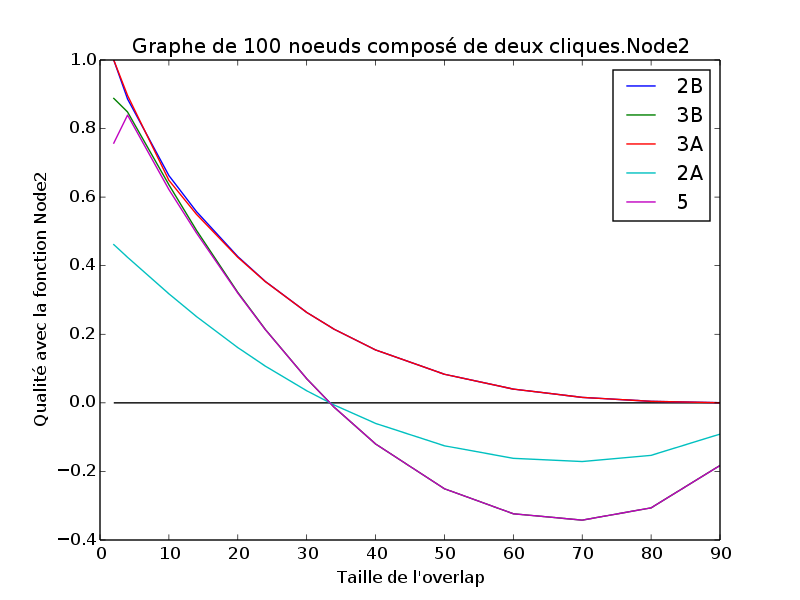 Graphe de 100 noeuds composé de deux cliques.Node2
1.0
0.8
0.6
0.4
0.2
0.0
−0.2
−0.4
Qualité avec la fonction Node2
2B
3B
3A
2A
5
0 10 20 30 40 50 60 70 80 90
Taille de l'overlap